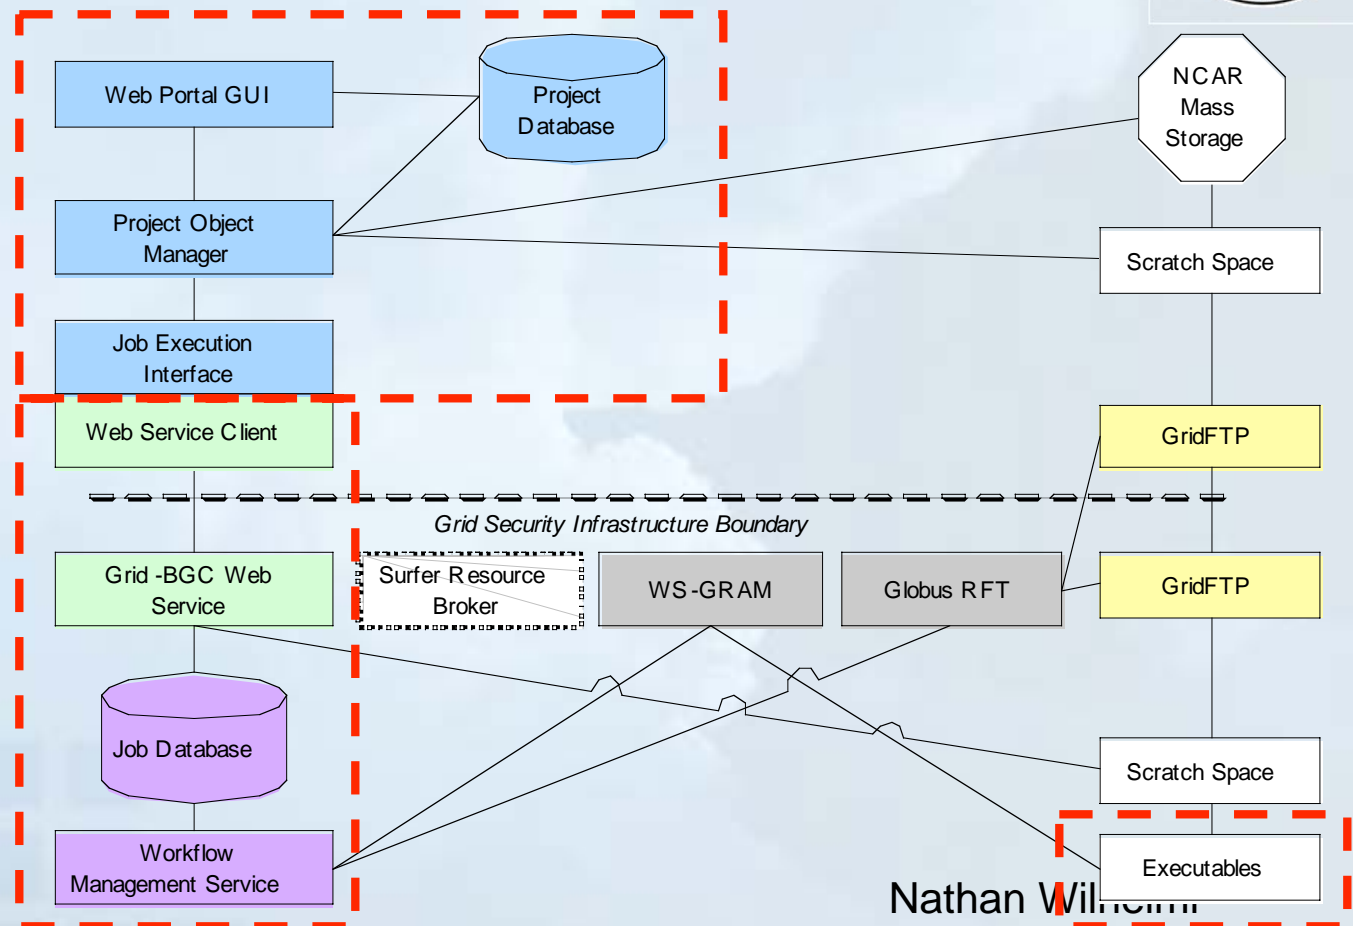 Web Portal GUI
Project
Database
NCAR
Mass
Storage
Project Object
Manager
Scratch Space
Job Execution
Interface
Web Service Client
GridFTP
Grid Security Infrastructure Boundary
Grid -BGC Web
Service
Surfer Resource
Broker
WS -GRAM
Globus RFT
GridFTP
Job Database
Scratch Space
Workflow
Management Service
Executables
Nathan